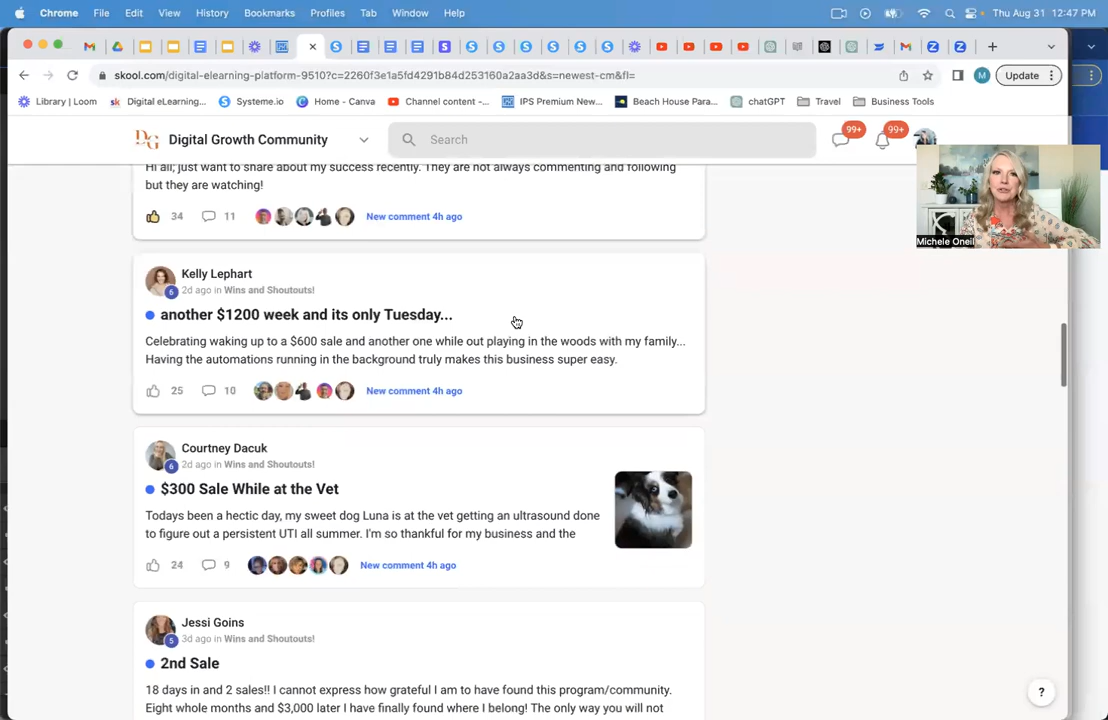 Chrome File Edit View History Bookmarks Profiles Tab Window Help
Thu Aug 31 12:47 PM
skool.com/digital-elearning-platform-9510?c=2260f3e1a5fd4291b84d253160a2aa3d&s=newest-cm&fl=
M Update
Library | Loom
Digital eLearning...
Systeme.io
Home - Canva
Channel content -...
IPS Premium New...
Beach House Para...
chatGPT
Travel
Business Tools
DG Digital Growth Community
Search
99+ 99+
Michele Oneil
Hi all, just want to share about my success recently. They are not always commenting and following
but they are watching!
34 11 New comment 4h ago
Kelly Lephart
6 2d ago in Wins and Shoutouts!
another $1200 week and its only Tuesday...
Celebrating waking up to a $600 sale and another one while out playing in the woods with my family...
Having the automations running in the background truly makes this business super easy.
25 10 New comment 4h ago
Courtney Dacuk
6 2d ago in Wins and Shoutouts!
$300 Sale While at the Vet
Todays been a hectic day, my sweet dog Luna is at the vet getting an ultrasound done
to figure out a persistent UTI all summer. I'm so thankful for my business and the
24 9 New comment 4h ago
Jessi Goins
5 3d ago in Wins and Shoutouts!
2nd Sale
18 days in and 2 sales!! I cannot express how grateful I am to have found this program/community.
Eight whole months and $3,000 later I have finally found where I belong! The only way you will not
?